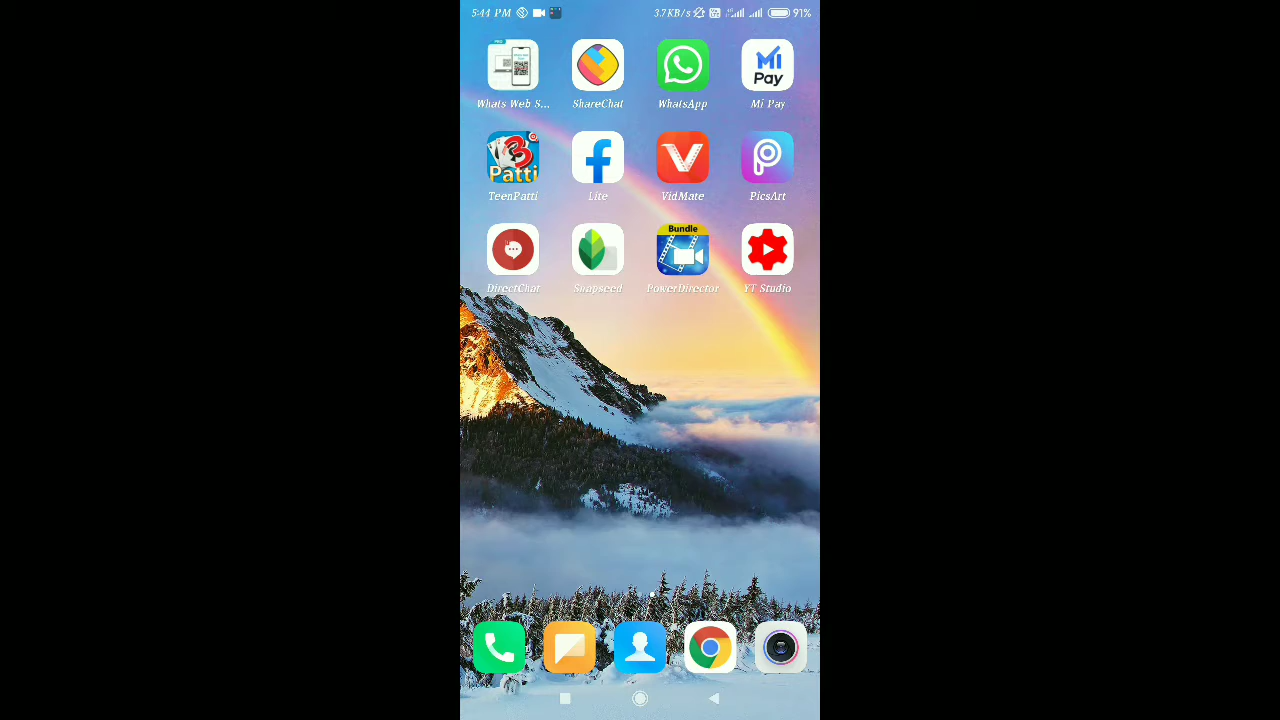 5:44 PM 3.7KB/s 91%
Whats Web S... ShareChat WhatsApp Mi Pay
TeenPatti Lite VidMate PicsArt
DirectChat Snapseed PowerDirector YT Studio
PRO
Mi
Pay
3
Patti
Bundle